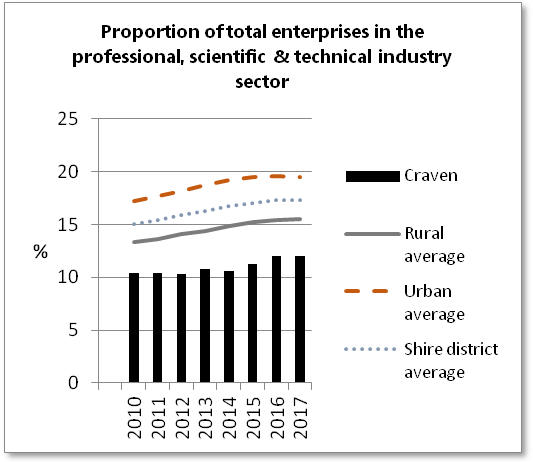 Proportion of total enterprises in the
professional, scientific & technical industry
sector
25
20
15
10
5
0
%
2010
2011
2012
2013
2014
2015
2016
2017
Craven
Rural
average
Urban
average
Shire district
average